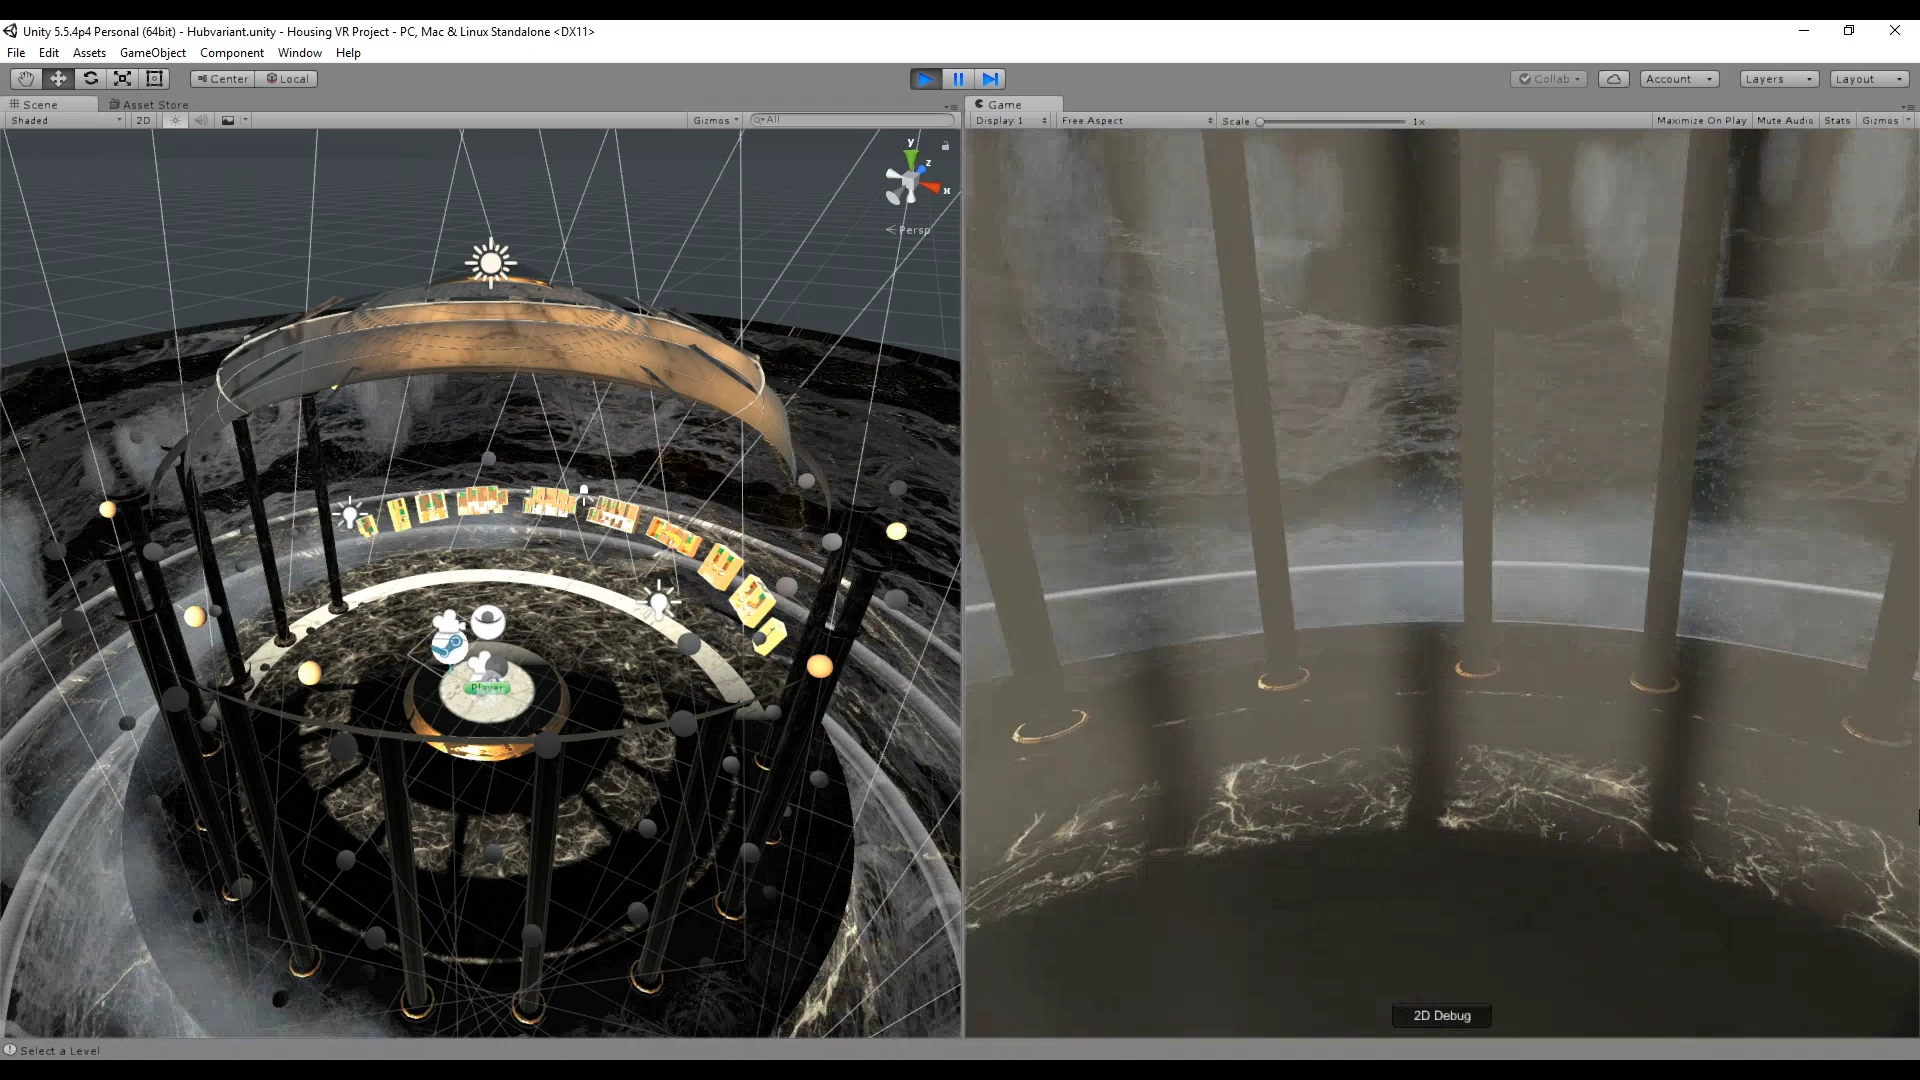 Unity 5.5.4p4 Personal (64bit) - Hubvariant.unity - Housing VR Project - PC, Mac & Linux Standalone <DX11>
File Edit Assets GameObject Component Window Help
Center Local Collab Account Layers Layout
Scene Asset Store Game
Shaded 2D Gizmos All Display 1 Free Aspect Scale 1x Maximize On Play Mute Audio Stats Gizmos
y
z
x
Persp
Player
2D Debug
Select a Level